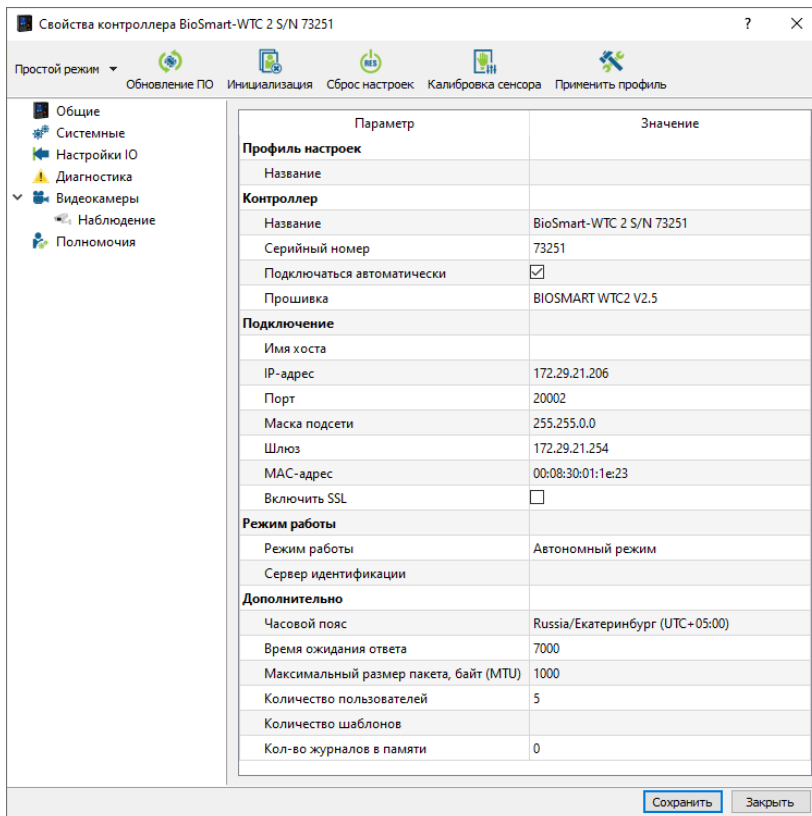 Свойства контроллера BioSmart-WTC 2 S/N 73251 ?
Простой режим
Обновление ПО Инициализация Сброс настроек Калибровка сенсора Применить профиль
RES
Общие
Системные
Настройки IO
Диагностика
Видеокамеры
Наблюдение
Полномочия
Параметр Значение
Профиль настроек
Название
Контроллер
Название BioSmart-WTC 2 S/N 73251
Серийный номер 73251
Подключаться автоматически
Прошивка BIOSMART WTC2 V2.5
Подключение
Имя хоста
IP-адрес 172.29.21.206
Порт 20002
Маска подсети 255.255.0.0
Шлюз 172.29.21.254
MAC-адрес 00:08:30:01:1e:23
Включить SSL
Режим работы
Режим работы Автономный режим
Сервер идентификации
Дополнительно
Часовой пояс Russia/Екатеринбург (UTC+05:00)
Время ожидания ответа 7000
Максимальный размер пакета, байт (MTU) 1000
Количество пользователей 5
Количество шаблонов
Кол-во журналов в памяти 0
Сохранить Закрыть